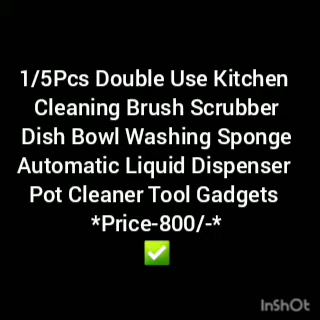 1/5Pcs Double Use Kitchen
Cleaning Brush Scrubber
Dish Bowl Washing Sponge
Automatic Liquid Dispenser
Pot Cleaner Tool Gadgets
*Price-800/-*
✅
InShOt